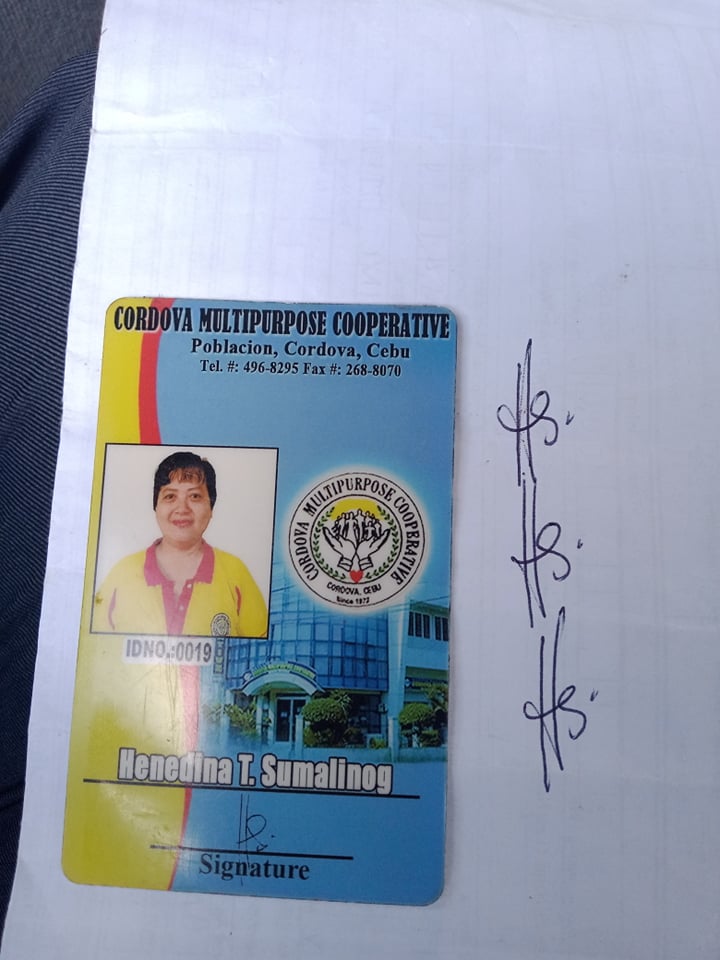 CORDOVA MULTIPURPOSE COOPERATIVE
Poblacion, Cordova, Cebu
Tel. #: 496-8295 Fax #: 268-8070
CORDOVA MULTIPURPOSE COOPERATIVE
CORDOVA, CEBU
Since 1972
IDNO.:0019
Henedina T. Sumalinog
Signature